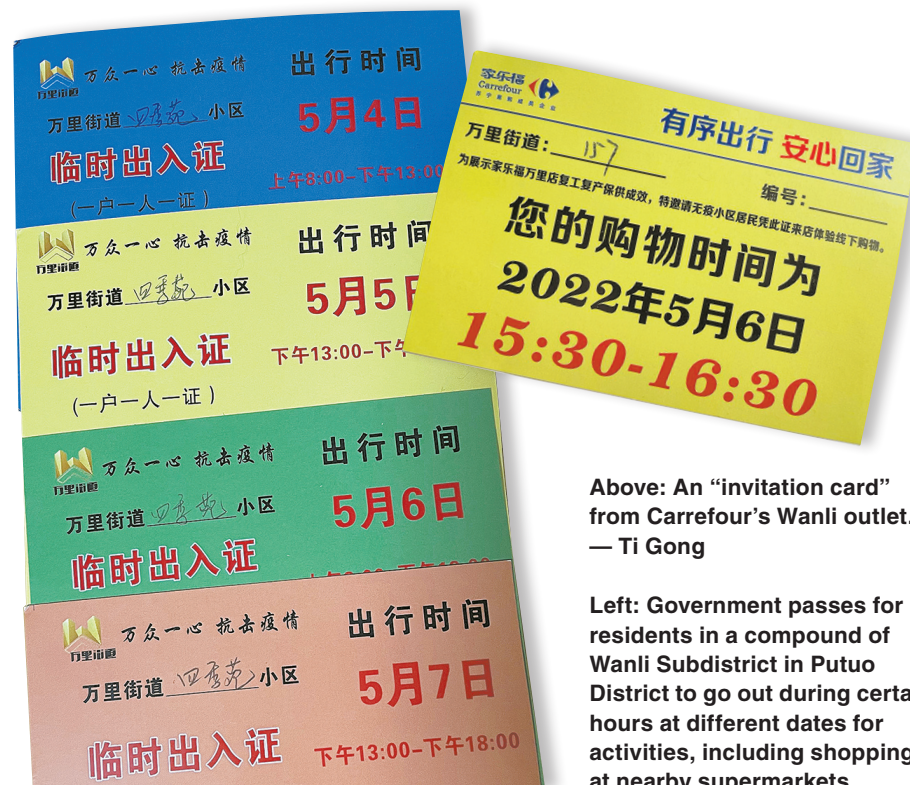 万里街道
万众一心 抗击疫情
出行时间
万里街道 四季苑 小区
5月4日
临时出入证
上午8:00-下午13:00
(一户一人一证)
万里街道
万众一心 抗击疫情
出行时间
万里街道 四季苑 小区
5月5日
临时出入证
下午13:00-下午
(一户一人一证)
万里街道
万众一心 抗击疫情
出行时间
万里街道 四季苑 小区
5月6日
临时出入证
万里街道
万众一心 抗击疫情
出行时间
万里街道 四季苑 小区
5月7日
临时出入证
下午13:00-下午18:00
家乐福
Carrefour
苏宁易购成员企业
有序出行 安心回家
万里街道: 157
编号:
为展示家乐福万里店复工复产保供成效,特邀请无疫小区居民凭此证来店体验线下购物。
您的购物时间为
2022年5月6日
15:30-16:30
Above: An “invitation card”
from Carrefour’s Wanli outlet.
— Ti Gong
Left: Government passes for
residents in a compound of
Wanli Subdistrict in Putuo
District to go out during certa
hours at different dates for
activities, including shopping
at nearby supermarkets